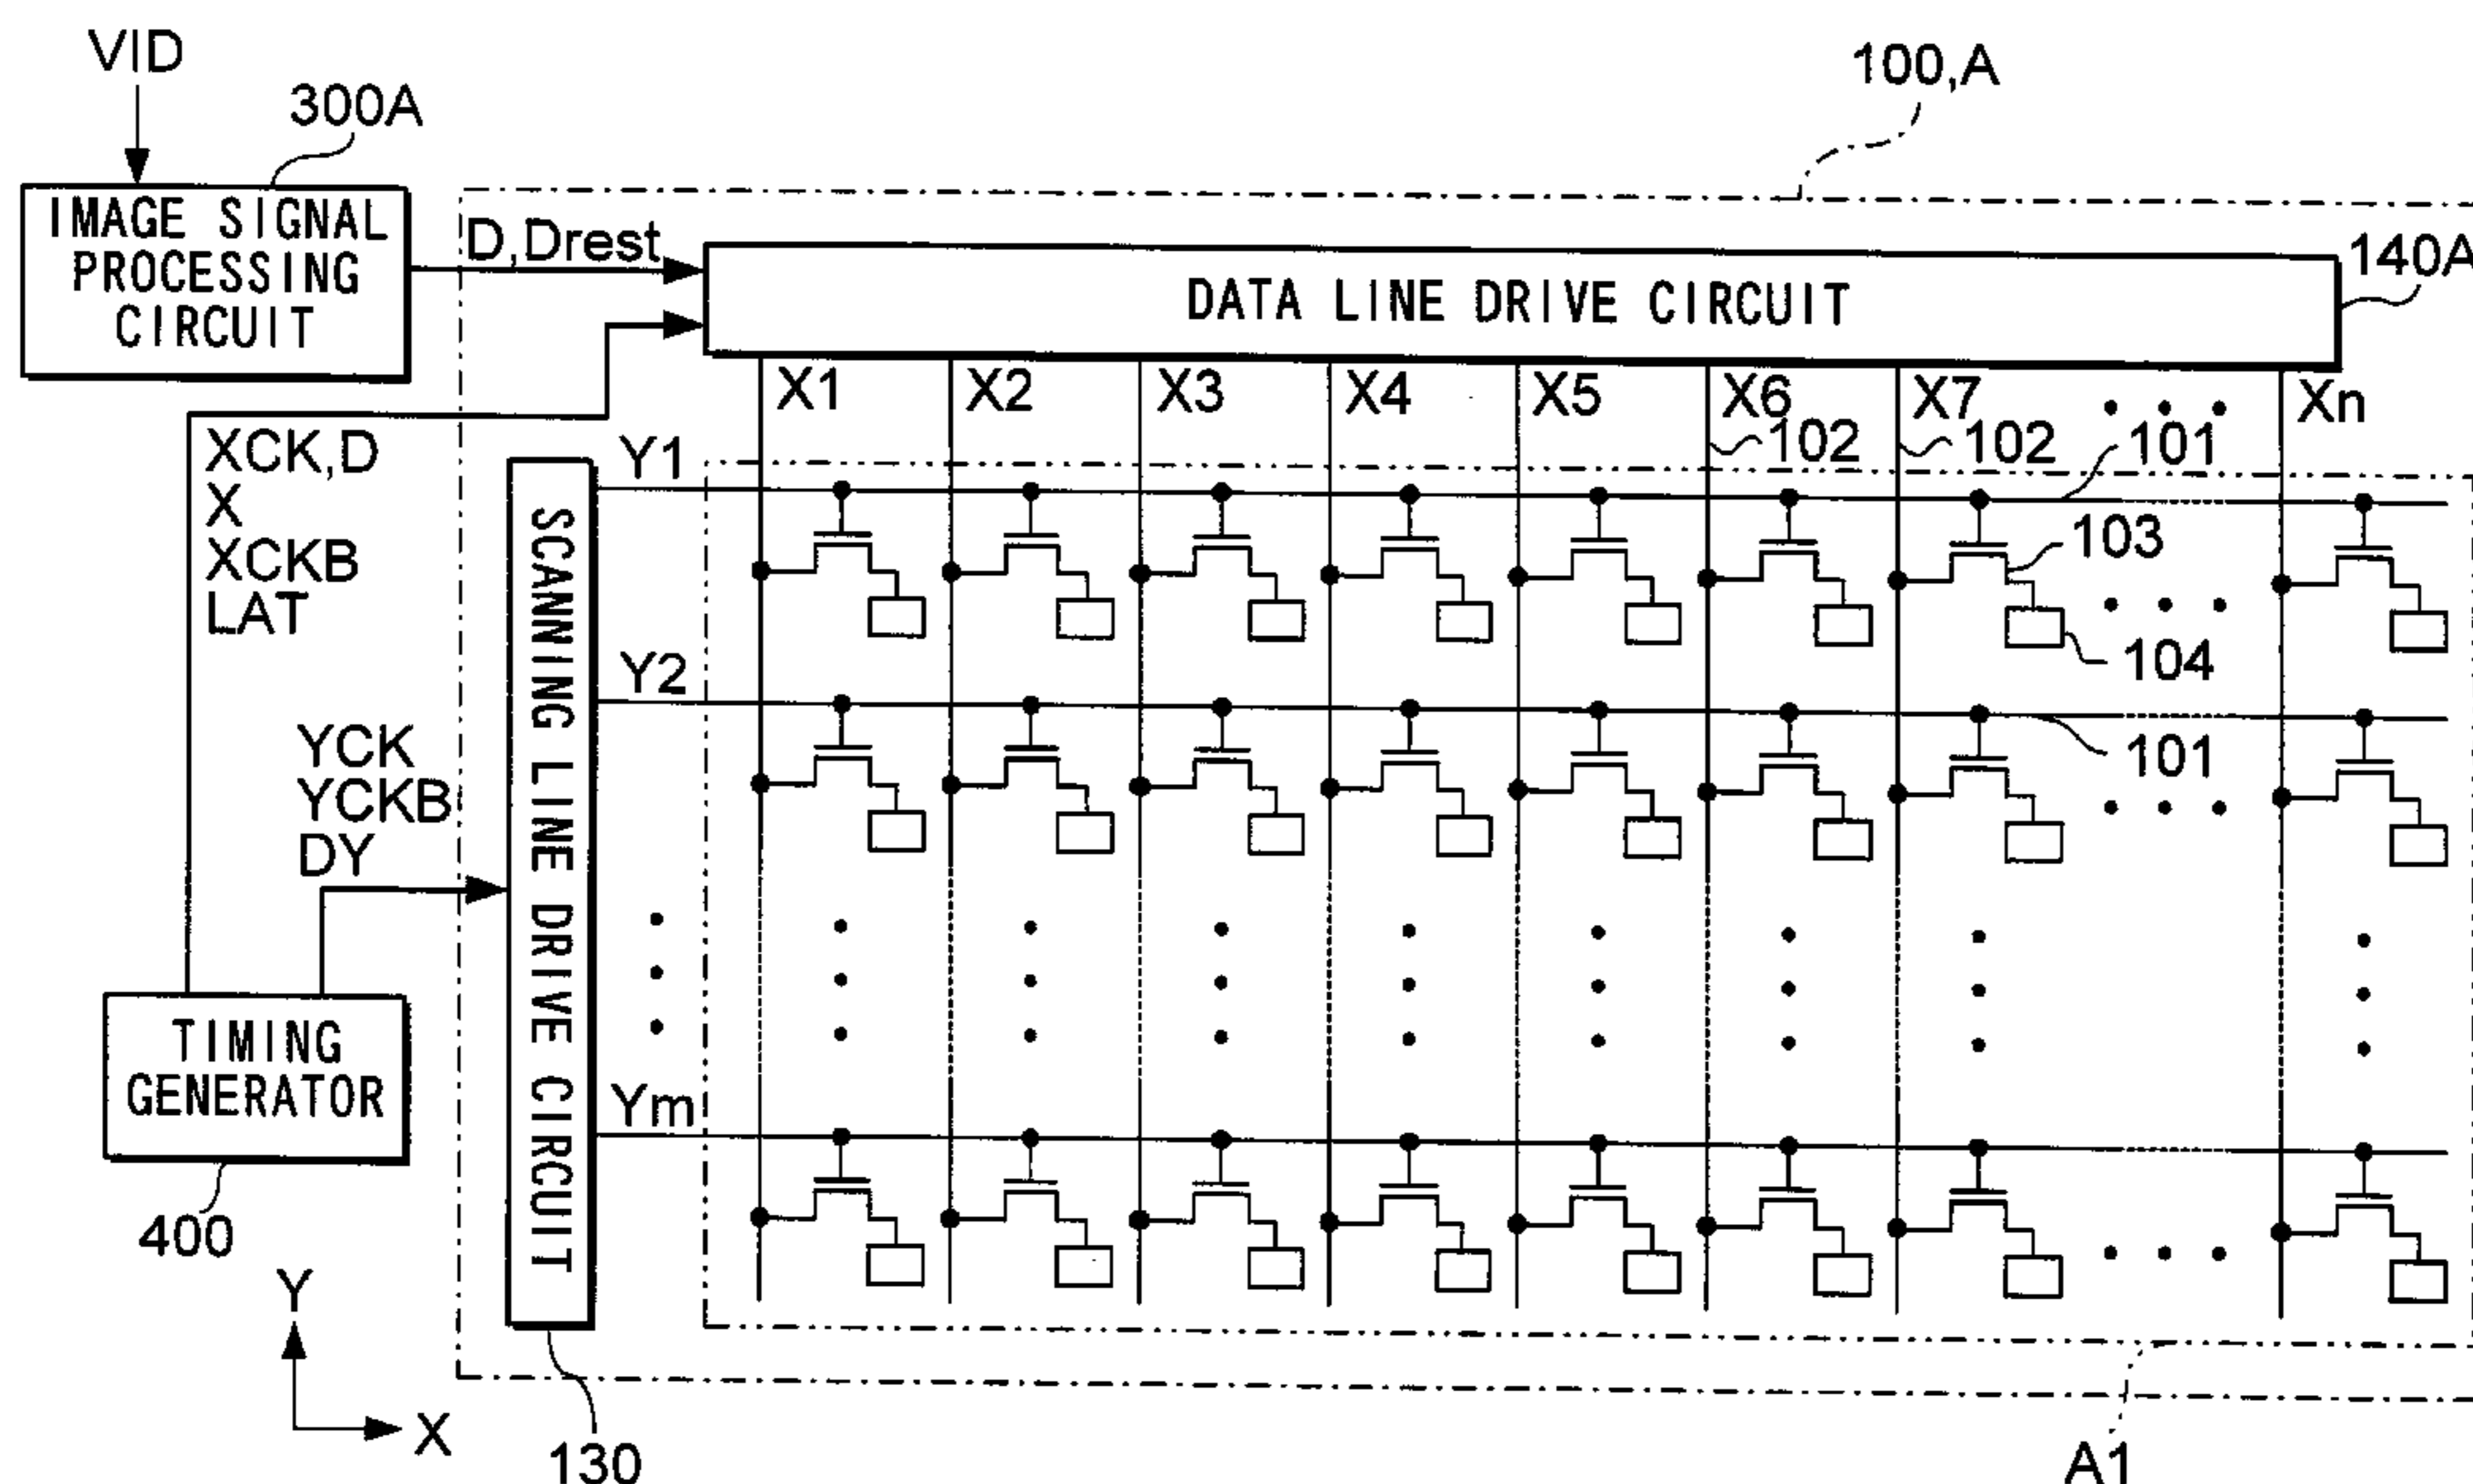 VID
300A
100,A
IMAGE SIGNAL
PROCESSING
CIRCUIT
D,Drest
140A
DATA LINE DRIVE CIRCUIT
X1 X2 X3 X4 X5 X6 X7 Xn
102 102 101
XCK,D
X
XCKB
LAT
Y1
103
104
Y2
101
YCK
YCKB
DY
SCANNING LINE DRIVE CIRCUIT
Ym
TIMING
GENERATOR
400
Y
X
130
A1